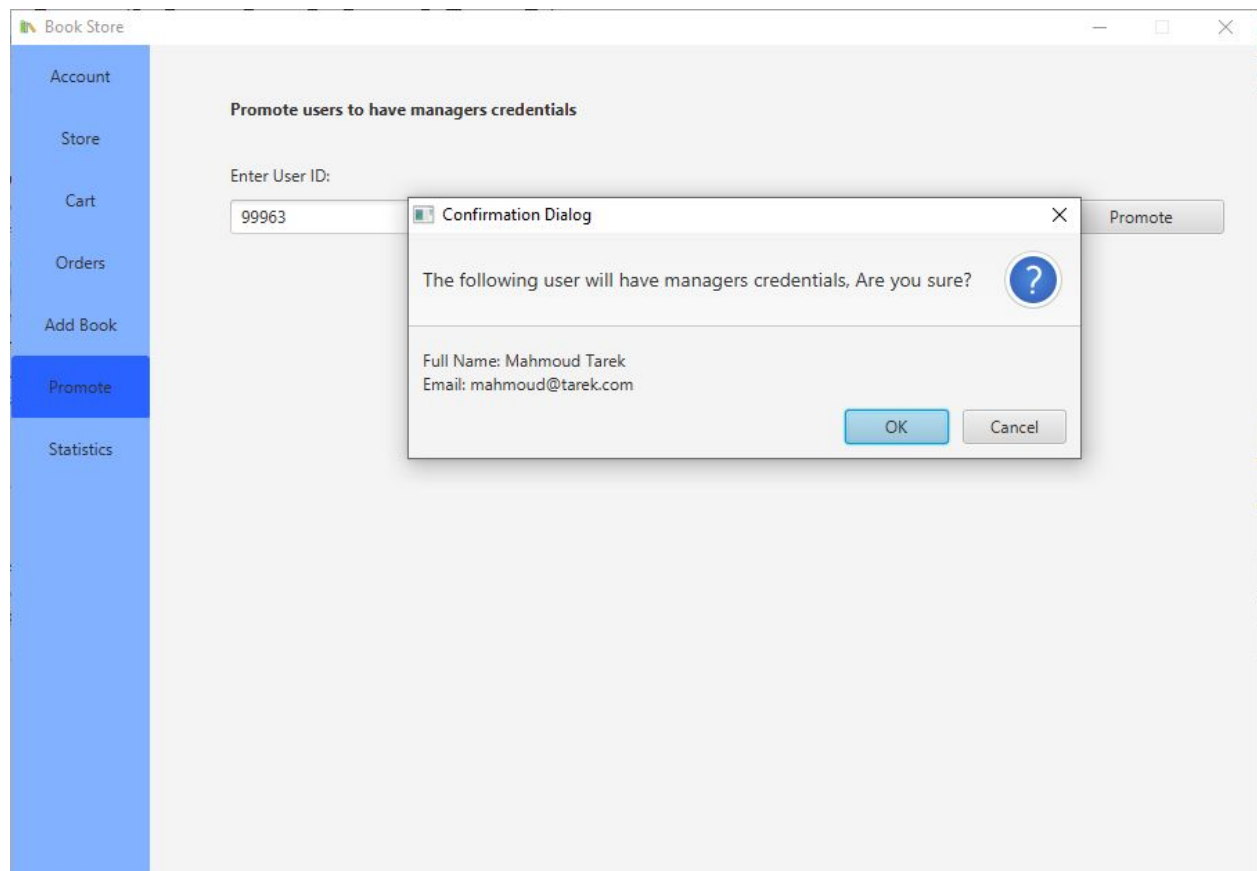 Book Store
Account
Store
Cart
Orders
Add Book
Promote
Statistics
Promote users to have managers credentials
Enter User ID:
99963
Promote
Confirmation Dialog
The following user will have managers credentials, Are you sure?
?
Full Name: Mahmoud Tarek
Email: mahmoud@tarek.com
OK
Cancel